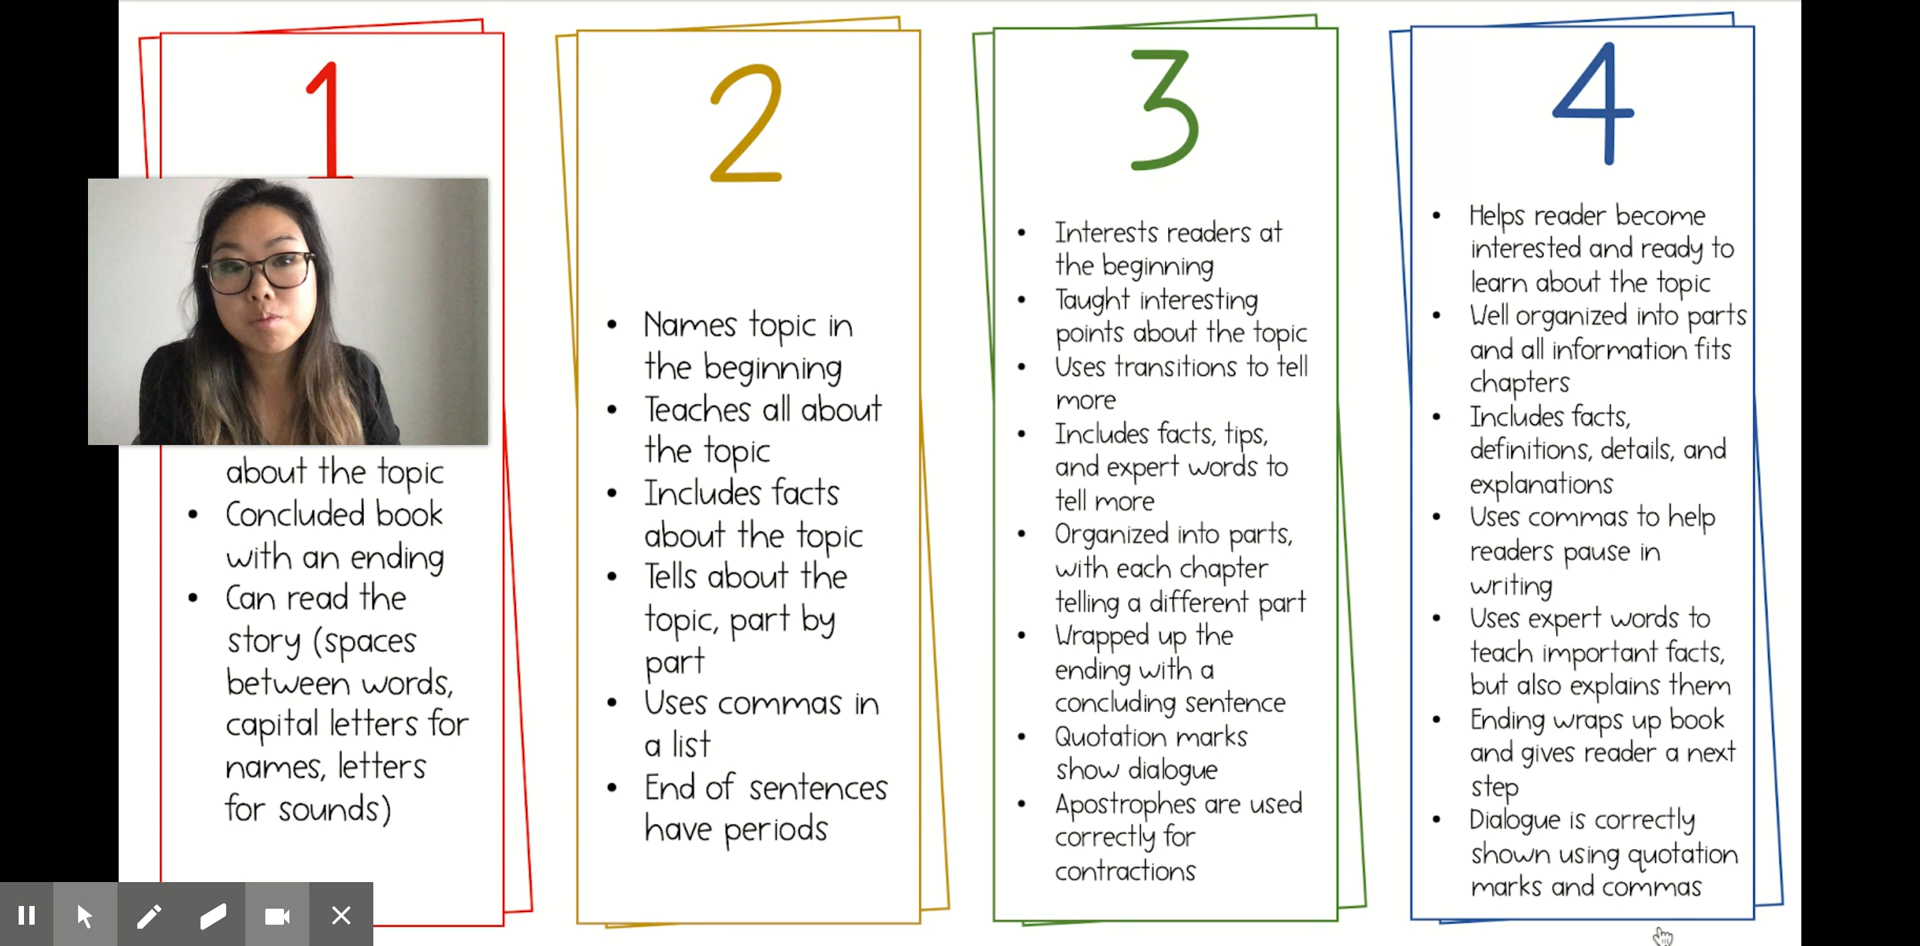 1
about the topic
• Concluded book
with an ending
• Can read the
story (spaces
between words,
capital letters for
names, letters
for sounds)
2
• Names topic in
the beginning
• Teaches all about
the topic
• Includes facts
about the topic
• Tells about the
topic, part by
part
• Uses commas in
a list
• End of sentences
have periods
3
• Interests readers at
the beginning
• Taught interesting
points about the topic
• Uses transitions to tell
more
• Includes facts, tips,
and expert words to
tell more
• Organized into parts,
with each chapter
telling a different part
• Wrapped up the
ending with a
concluding sentence
• Quotation marks
show dialogue
• Apostrophes are used
correctly for
contractions
4
• Helps reader become
interested and ready to
learn about the topic
• Well organized into parts
and all information fits
chapters
• Includes facts,
definitions, details, and
explanations
• Uses commas to help
readers pause in
writing
• Uses expert words to
teach important facts,
but also explains them
• Ending wraps up book
and gives reader a next
step
• Dialogue is correctly
shown using quotation
marks and commas